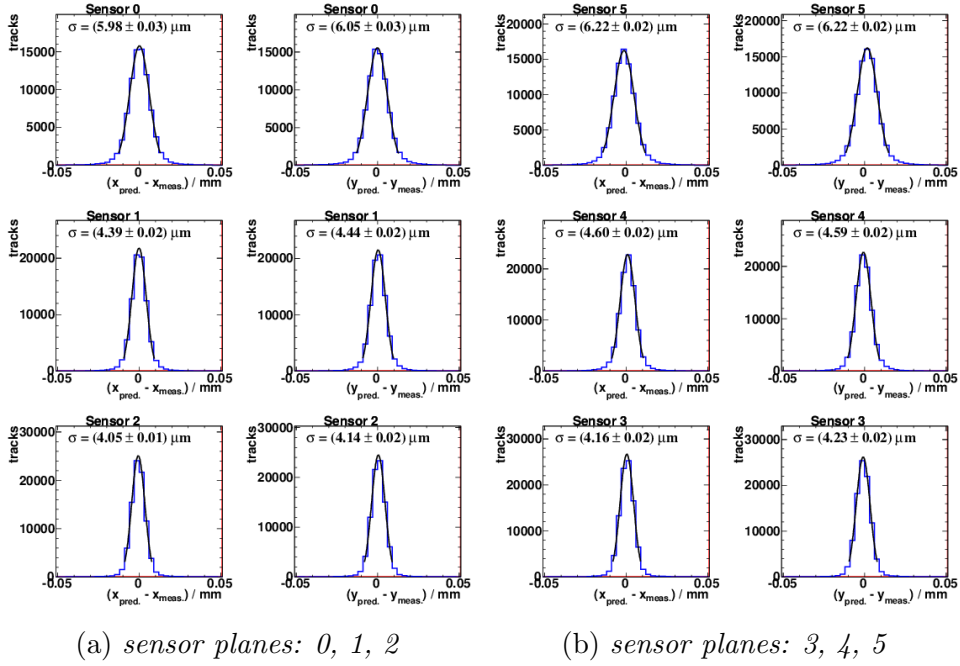 Sensor 0
σ = (5.98 ± 0.03) μm
tracks
15000
10000
5000
0
-0.05 0 0.05
(x_pred. - x_meas.) / mm
Sensor 0
σ = (6.05 ± 0.03) μm
tracks
15000
10000
5000
0
-0.05 0 0.05
(y_pred. - y_meas.) / mm
Sensor 5
σ = (6.22 ± 0.02) μm
tracks
20000
15000
10000
5000
0
-0.05 0 0.05
(x_pred. - x_meas.) / mm
Sensor 5
σ = (6.22 ± 0.02) μm
tracks
20000
15000
10000
5000
0
-0.05 0 0.05
(y_pred. - y_meas.) / mm
Sensor 1
σ = (4.39 ± 0.02) μm
tracks
20000
10000
0
-0.05 0 0.05
(x_pred. - x_meas.) / mm
Sensor 1
σ = (4.44 ± 0.02) μm
tracks
20000
10000
0
-0.05 0 0.05
(y_pred. - y_meas.) / mm
Sensor 4
σ = (4.60 ± 0.02) μm
tracks
30000
20000
10000
0
-0.05 0 0.05
(x_pred. - x_meas.) / mm
Sensor 4
σ = (4.59 ± 0.02) μm
tracks
20000
10000
0
-0.05 0 0.05
(y_pred. - y_meas.) / mm
Sensor 2
σ = (4.05 ± 0.01) μm
tracks
30000
20000
10000
0
-0.05 0 0.05
(x_pred. - x_meas.) / mm
Sensor 2
σ = (4.14 ± 0.02) μm
tracks
30000
20000
10000
0
-0.05 0 0.05
(y_pred. - y_meas.) / mm
Sensor 3
σ = (4.16 ± 0.02) μm
tracks
30000
20000
10000
0
-0.05 0 0.05
(x_pred. - x_meas.) / mm
Sensor 3
σ = (4.23 ± 0.02) μm
tracks
30000
20000
10000
0
-0.05 0 0.05
(y_pred. - y_meas.) / mm
(a) sensor planes: 0, 1, 2
(b) sensor planes: 3, 4, 5